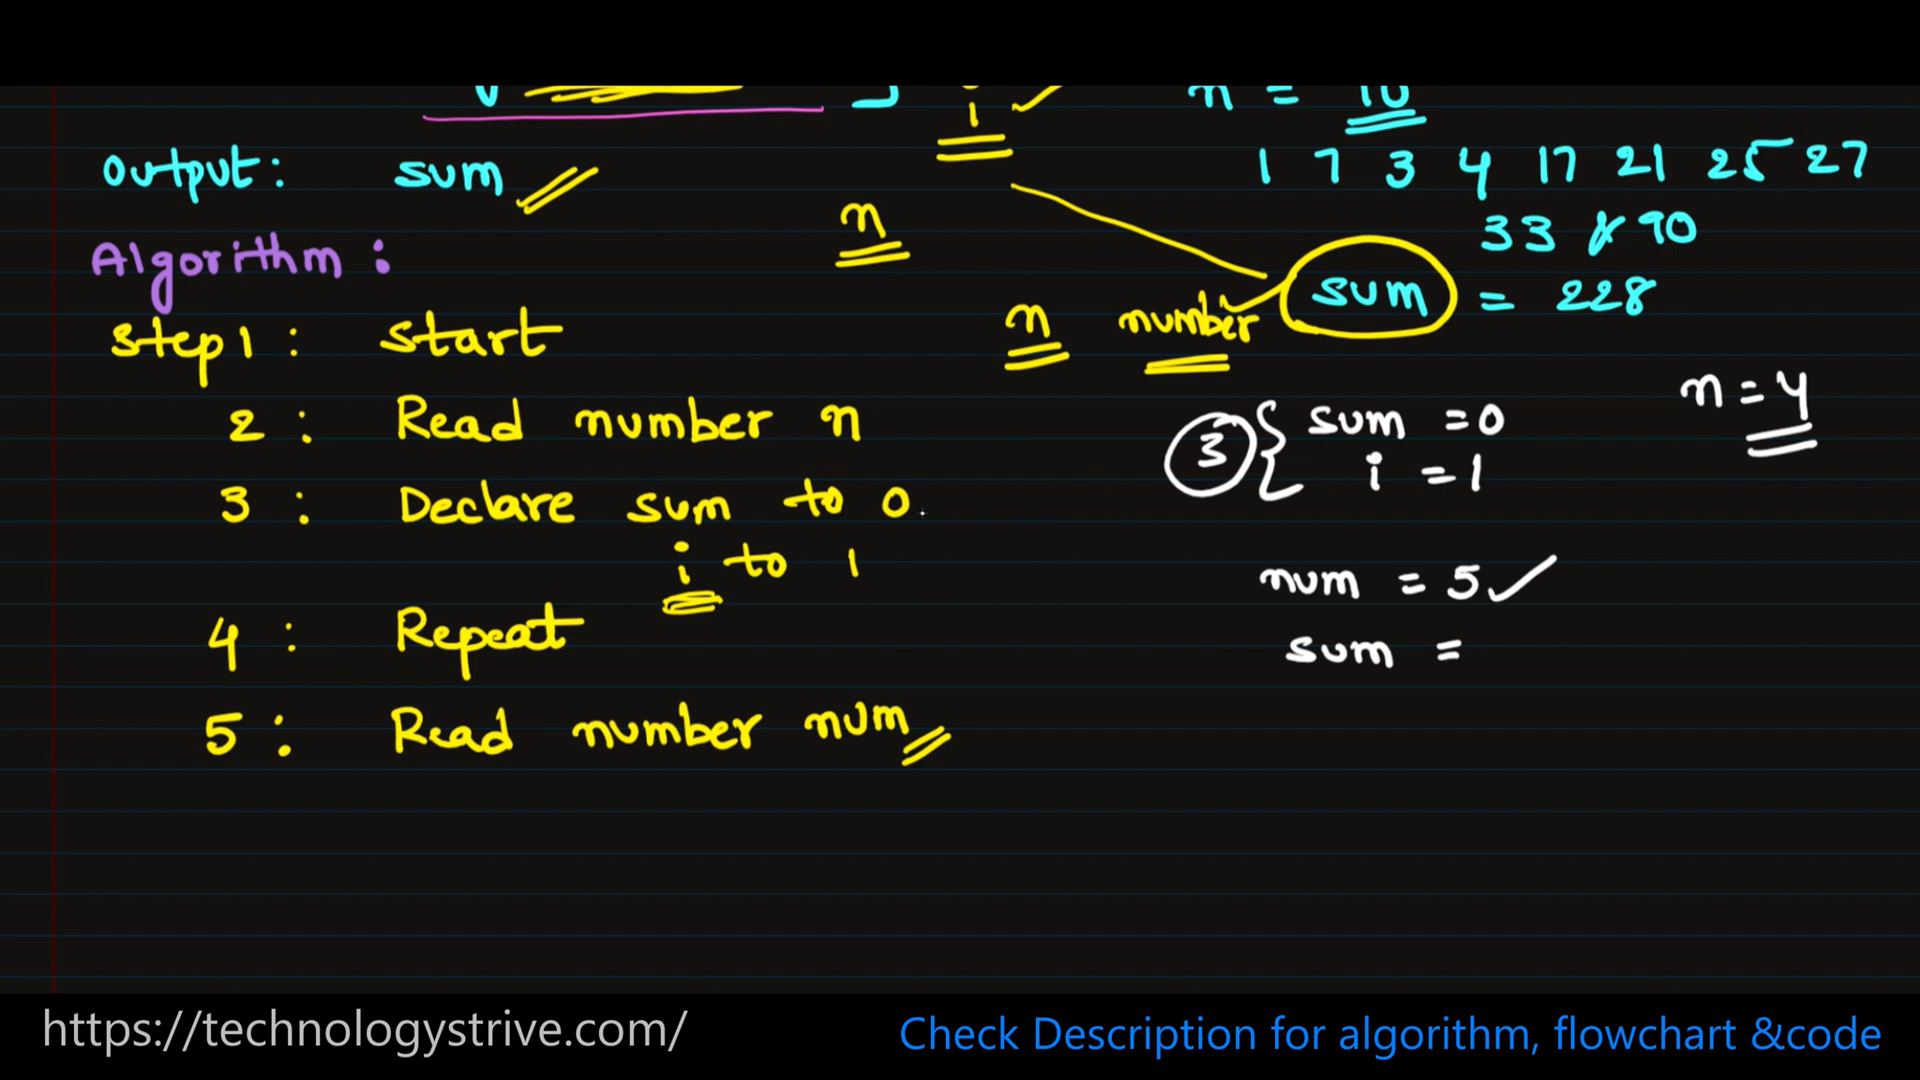 i n = 10
Output: sum 1 7 3 4 17 21 25 27
n 33 90
Algorithm:
sum = 228
Step 1: Start n number
2: Read number n 3 { sum = 0 n = 4
i = 1
3: Declare sum to 0.
i to 1 num = 5
4: Repeat sum =
5: Read number num
https://technologystrive.com/ Check Description for algorithm, flowchart &code